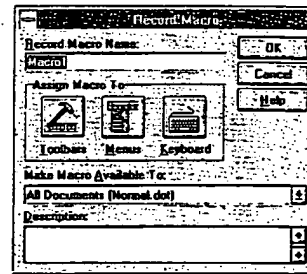 Record Macro
Record Macro Name:
OK
Macro1
Cancel
Assign Macro To
Help
Toolbars Menus Keyboard
Make Macro Available To:
All Documents (Normal.dot)
Description: